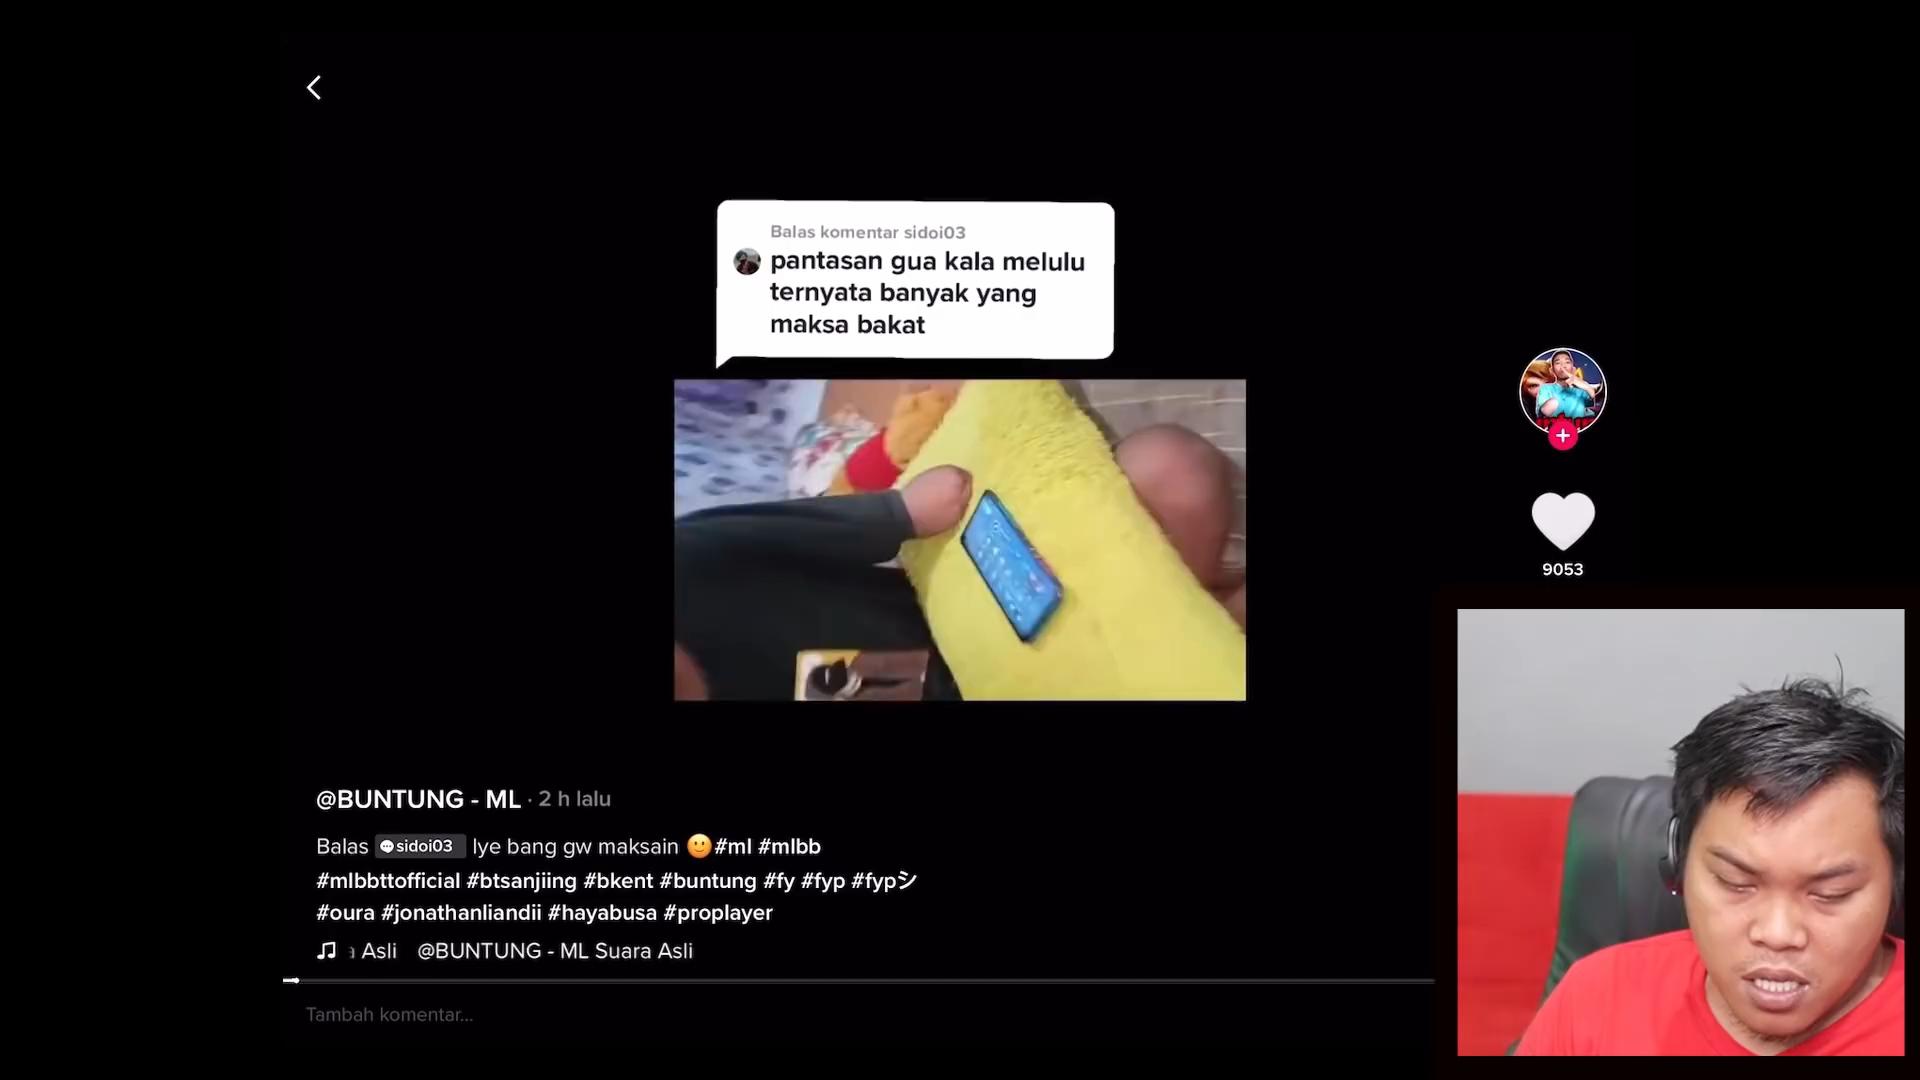 Balas komentar sidoi03
pantasan gua kala melulu
ternyata banyak yang
maksa bakat
9053
@BUNTUNG - ML · 2 h lalu
Balas sidoi03 Iye bang gw maksain 🙂#ml #mlbb
#mlbbttofficial #btsanjiing #bkent #buntung #fy #fyp #fypシ
#oura #jonathanliandii #hayabusa #proplayer
Asli @BUNTUNG - ML Suara Asli
Tambah komentar...